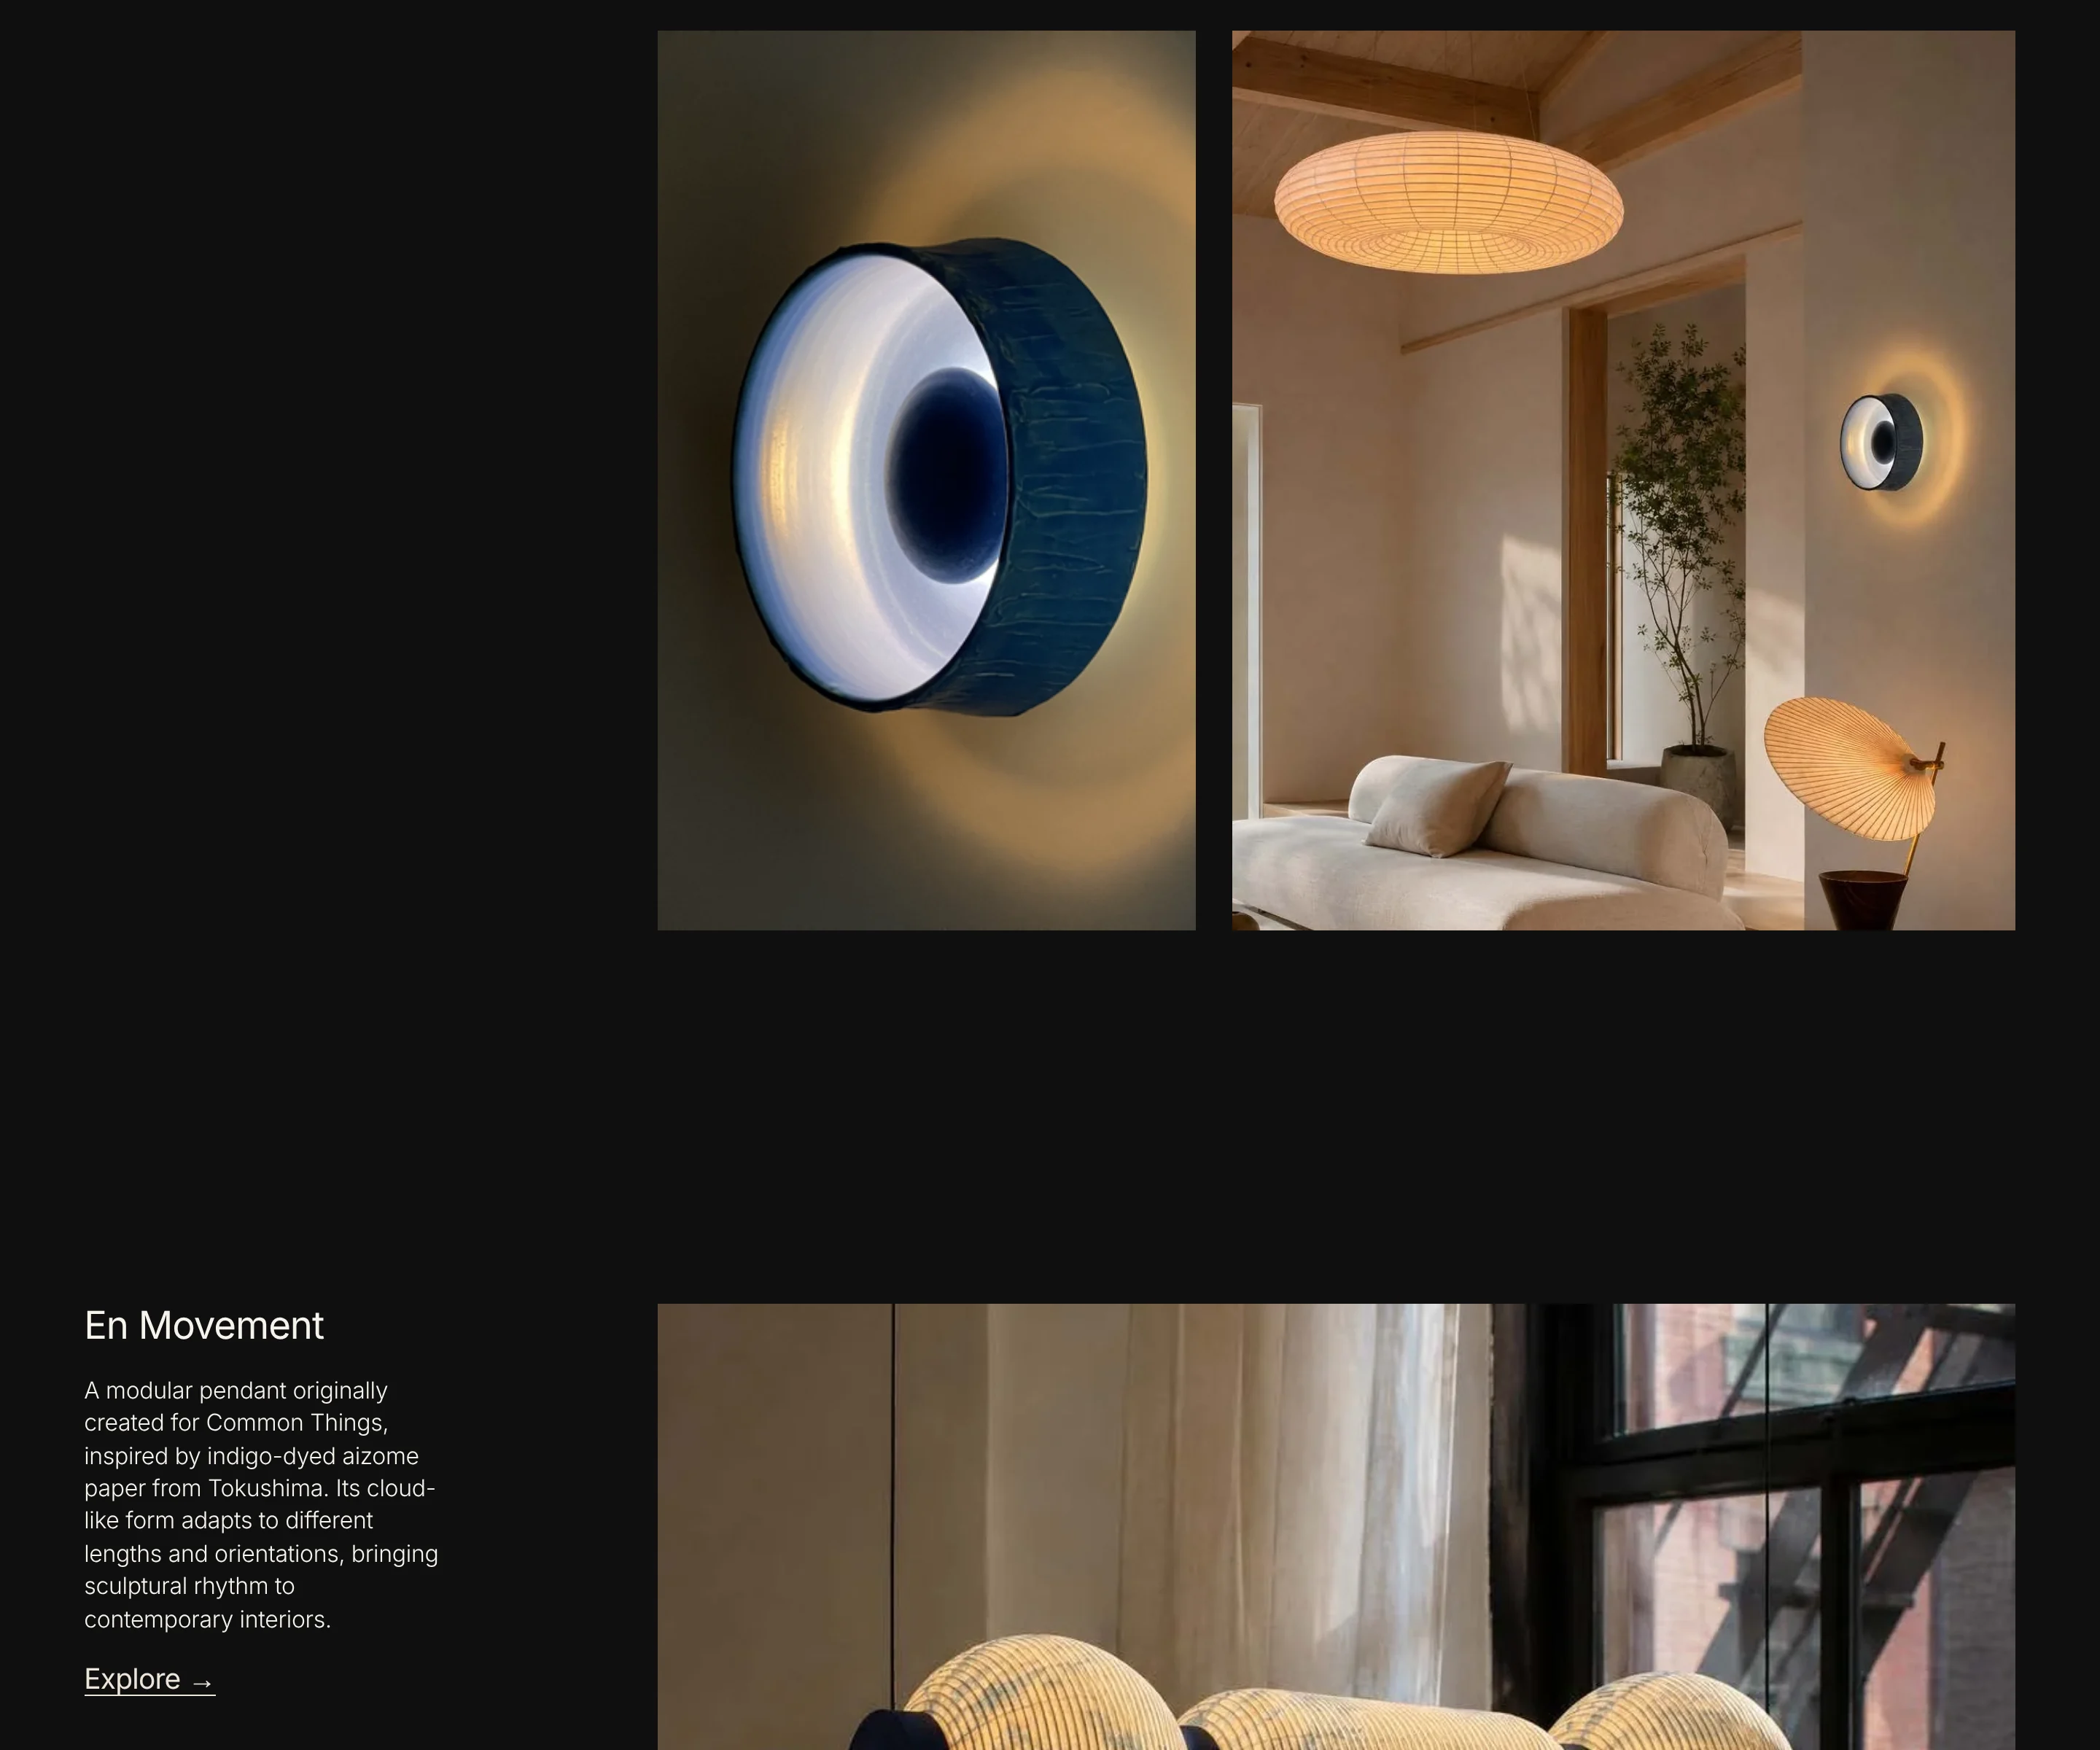 En Movement
A modular pendant originally
created for Common Things,
inspired by indigo-dyed aizome
paper from Tokushima. Its cloud-
like form adapts to different
lengths and orientations, bringing
sculptural rhythm to
contemporary interiors.
Explore →